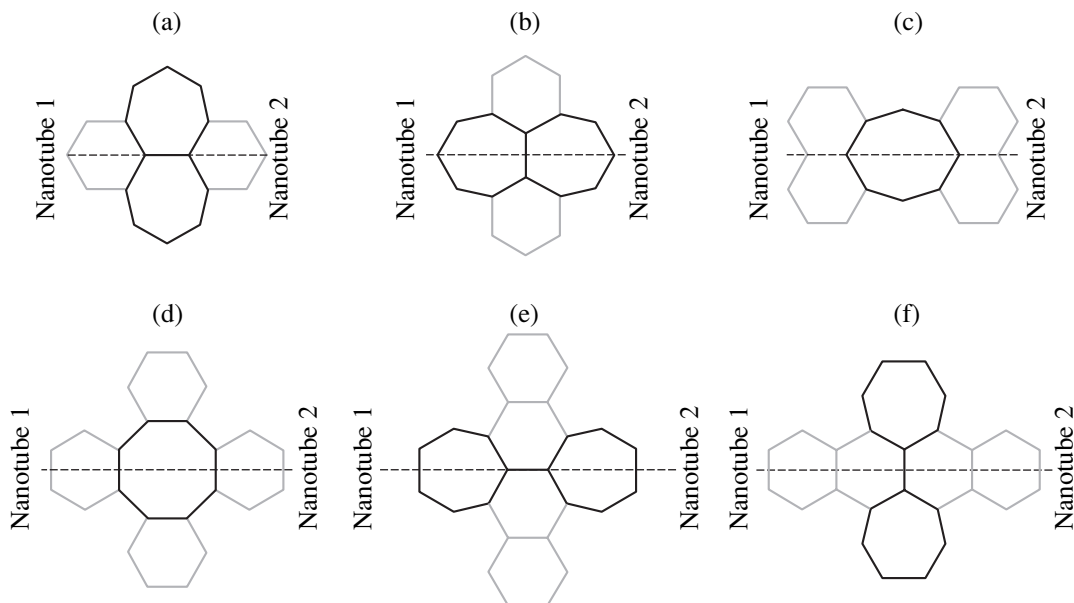 (a)
(b)
(c)
Nanotube 1
Nanotube 2
Nanotube 1
Nanotube 2
Nanotube 1
Nanotube 2
(d)
(e)
(f)
Nanotube 1
Nanotube 2
Nanotube 1
Nanotube 2
Nanotube 1
Nanotube 2